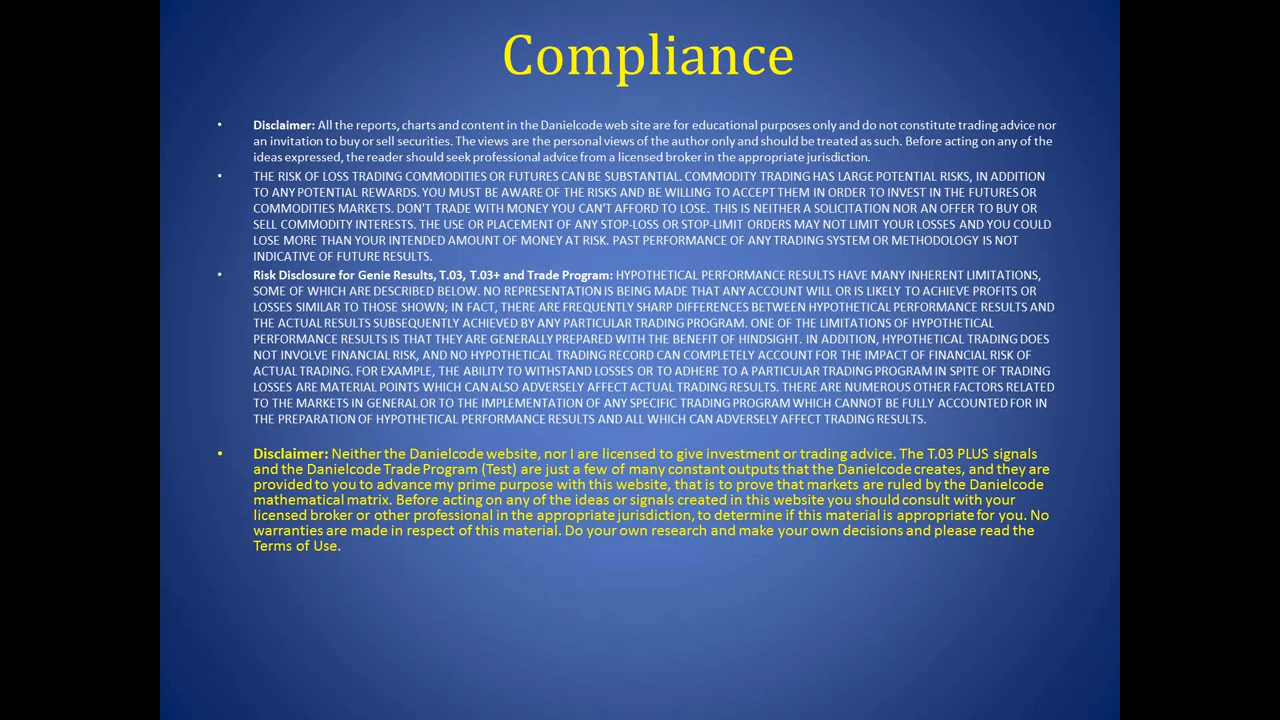 Compliance
• Disclaimer: All the reports, charts and content in the Danielcode web site are for educational purposes only and do not constitute trading advice nor
an invitation to buy or sell securities. The views are the personal views of the author only and should be treated as such. Before acting on any of the
ideas expressed, the reader should seek professional advice from a licensed broker in the appropriate jurisdiction.
• THE RISK OF LOSS TRADING COMMODITIES OR FUTURES CAN BE SUBSTANTIAL. COMMODITY TRADING HAS LARGE POTENTIAL RISKS, IN ADDITION
TO ANY POTENTIAL REWARDS. YOU MUST BE AWARE OF THE RISKS AND BE WILLING TO ACCEPT THEM IN ORDER TO INVEST IN THE FUTURES OR
COMMODITIES MARKETS. DON'T TRADE WITH MONEY YOU CAN'T AFFORD TO LOSE. THIS IS NEITHER A SOLICITATION NOR AN OFFER TO BUY OR
SELL COMMODITY INTERESTS. THE USE OR PLACEMENT OF ANY STOP-LOSS OR STOP-LIMIT ORDERS MAY NOT LIMIT YOUR LOSSES AND YOU COULD
LOSE MORE THAN YOUR INTENDED AMOUNT OF MONEY AT RISK. PAST PERFORMANCE OF ANY TRADING SYSTEM OR METHODOLOGY IS NOT
INDICATIVE OF FUTURE RESULTS.
• Risk Disclosure for Genie Results, T.03, T.03+ and Trade Program: HYPOTHETICAL PERFORMANCE RESULTS HAVE MANY INHERENT LIMITATIONS,
SOME OF WHICH ARE DESCRIBED BELOW. NO REPRESENTATION IS BEING MADE THAT ANY ACCOUNT WILL OR IS LIKELY TO ACHIEVE PROFITS OR
LOSSES SIMILAR TO THOSE SHOWN; IN FACT, THERE ARE FREQUENTLY SHARP DIFFERENCES BETWEEN HYPOTHETICAL PERFORMANCE RESULTS AND
THE ACTUAL RESULTS SUBSEQUENTLY ACHIEVED BY ANY PARTICULAR TRADING PROGRAM. ONE OF THE LIMITATIONS OF HYPOTHETICAL
PERFORMANCE RESULTS IS THAT THEY ARE GENERALLY PREPARED WITH THE BENEFIT OF HINDSIGHT. IN ADDITION, HYPOTHETICAL TRADING DOES
NOT INVOLVE FINANCIAL RISK, AND NO HYPOTHETICAL TRADING RECORD CAN COMPLETELY ACCOUNT FOR THE IMPACT OF FINANCIAL RISK OF
ACTUAL TRADING. FOR EXAMPLE, THE ABILITY TO WITHSTAND LOSSES OR TO ADHERE TO A PARTICULAR TRADING PROGRAM IN SPITE OF TRADING
LOSSES ARE MATERIAL POINTS WHICH CAN ALSO ADVERSELY AFFECT ACTUAL TRADING RESULTS. THERE ARE NUMEROUS OTHER FACTORS RELATED
TO THE MARKETS IN GENERAL OR TO THE IMPLEMENTATION OF ANY SPECIFIC TRADING PROGRAM WHICH CANNOT BE FULLY ACCOUNTED FOR IN
THE PREPARATION OF HYPOTHETICAL PERFORMANCE RESULTS AND ALL WHICH CAN ADVERSELY AFFECT TRADING RESULTS.
• Disclaimer: Neither the Danielcode website, nor I are licensed to give investment or trading advice. The T.03 PLUS signals
and the Danielcode Trade Program (Test) are just a few of many constant outputs that the Danielcode creates, and they are
provided to you to advance my prime purpose with this website, that is to prove that markets are ruled by the Danielcode
mathematical matrix. Before acting on any of the ideas or signals created in this website you should consult with your
licensed broker or other professional in the appropriate jurisdiction, to determine if this material is appropriate for you. No
warranties are made in respect of this material. Do your own research and make your own decisions and please read the
Terms of Use.